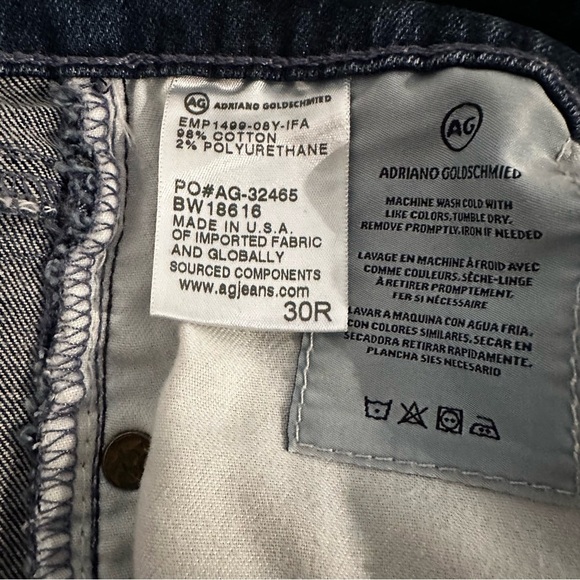 AG ADRIANO GOLDSCHMIED
EMP1499-08Y-IFA
98% COTTON
2% POLYURETHANE
PO#AG-32465
BW18616
MADE IN U.S.A.
OF IMPORTED FABRIC
AND GLOBALLY
SOURCED COMPONENTS
www.agjeans.com
30R
AG
ADRIANO GOLDSCHMIED
MACHINE WASH COLD WITH
LIKE COLORS. TUMBLE DRY.
REMOVE PROMPTLY. IRON IF NEEDED
LAVAGE EN MACHINE À FROID AVEC
COMME COULEURS. SÈCHE-LINGE
À RETIRER PROMPTEMENT.
FER SI NÉCESSAIRE
LAVAR A MAQUINA CON AGUA FRIA.
CON COLORES SIMILARES. SECAR EN
SECADORA RETIRAR RAPIDAMENTE.
PLANCHA SIES NECESARIO